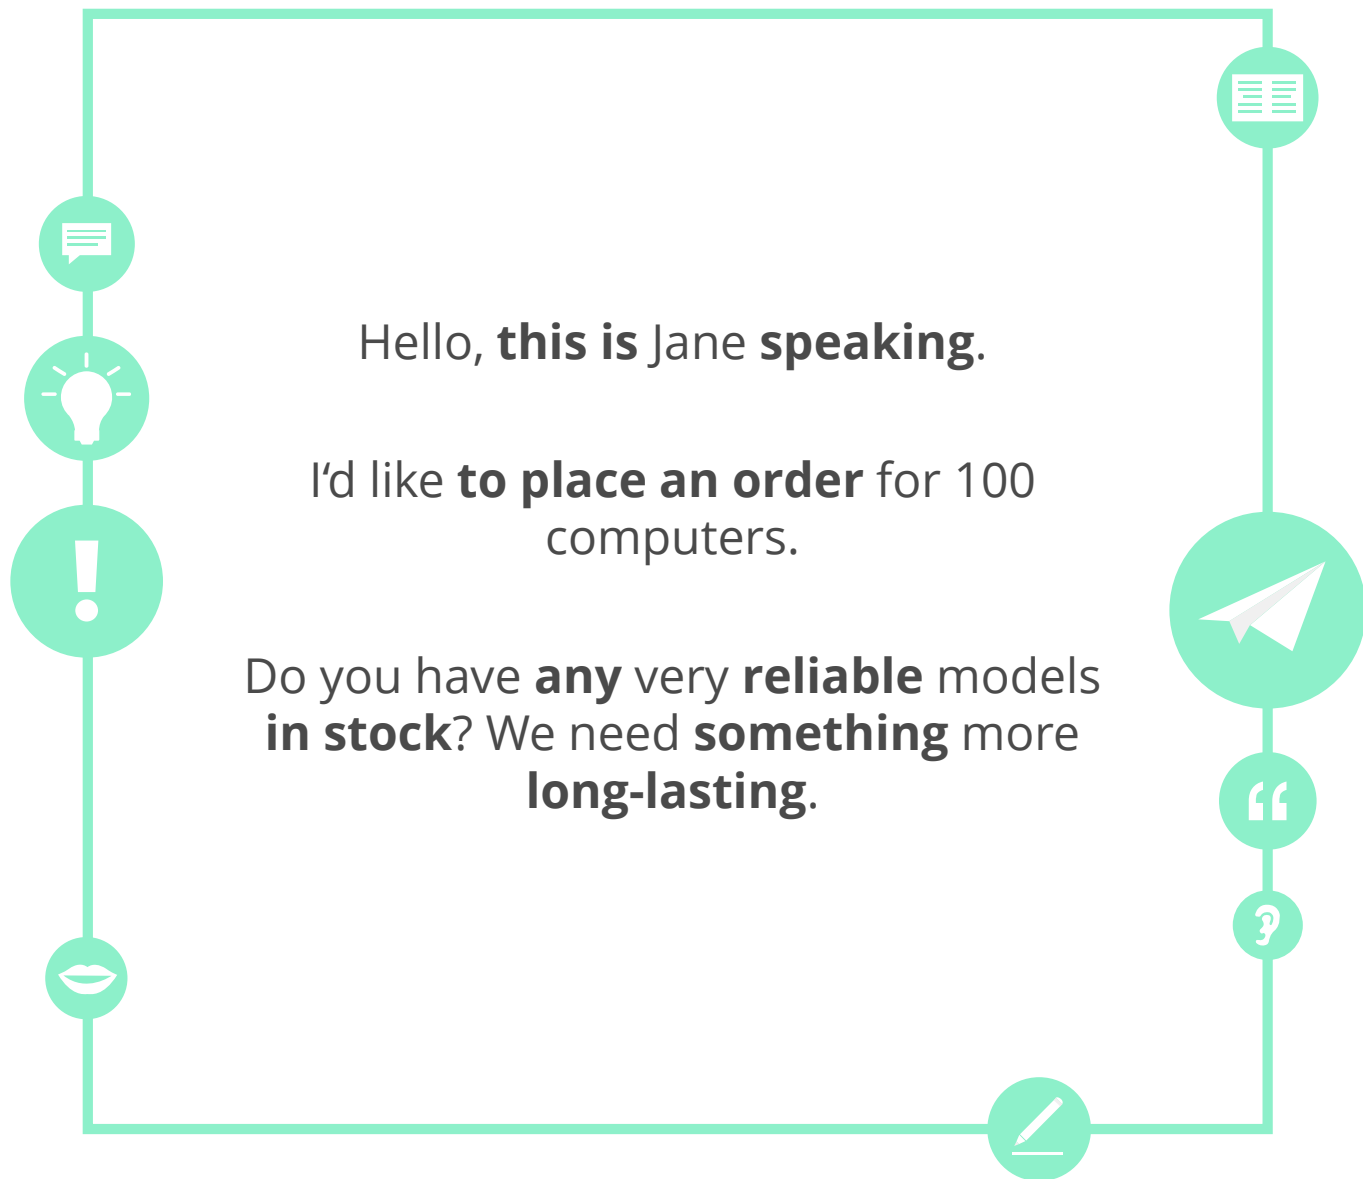 Hello, this is Jane speaking.
I‘d like to place an order for 100
computers.
Do you have any very reliable models
in stock? We need something more
long-lasting.